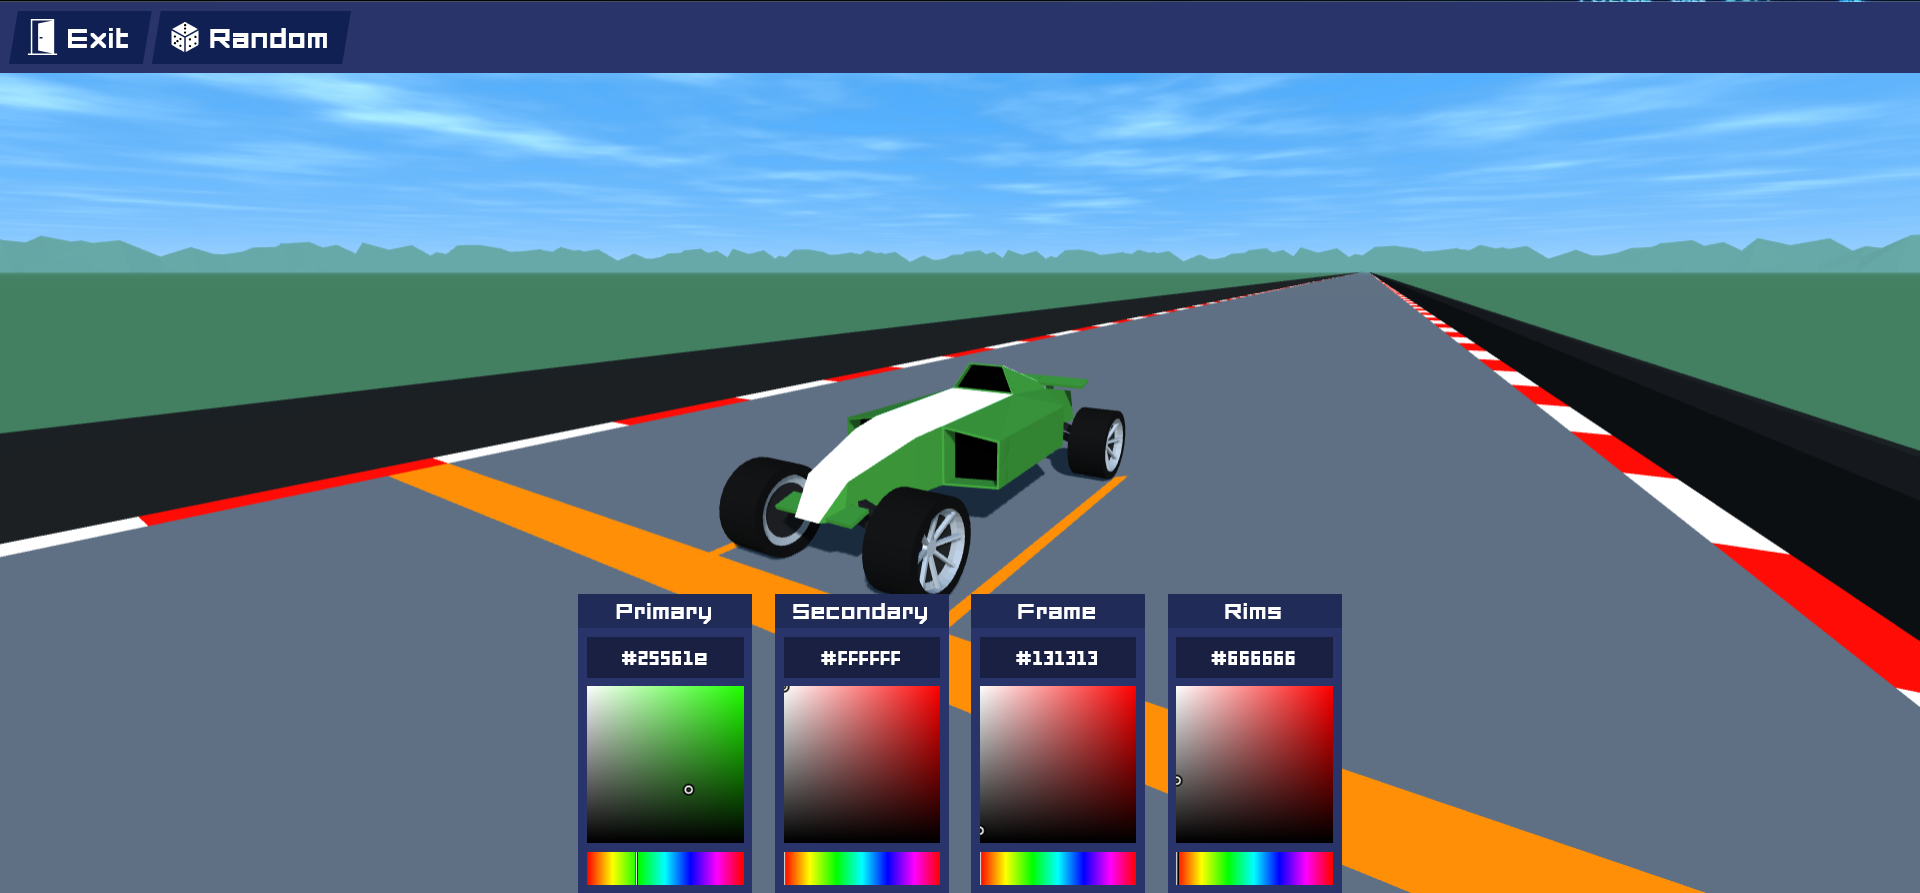 Exit
Random
Primary
Secondary
Frame
Rims
#25561e
#FFFFFF
#131313
#666666